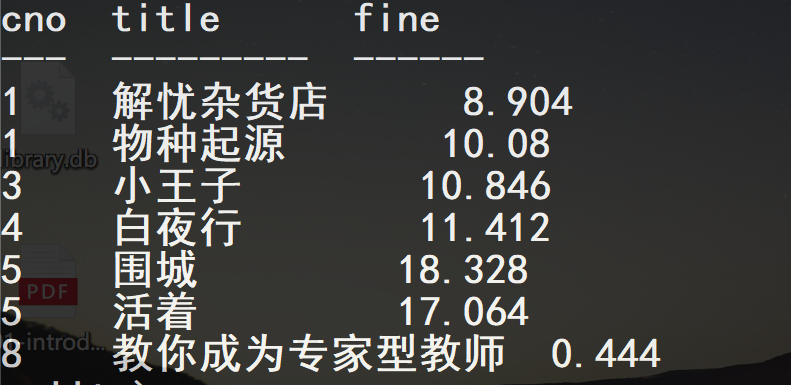 cno title fine
--- --------- ------
1 解忧杂货店 8.904
1 物种起源 10.08
library.db
3 小王子 10.846
4 白夜行 11.412
5 围城 18.328
PDF
5 活着 17.064
1-introd...
8 教你成为专家型教师 0.444